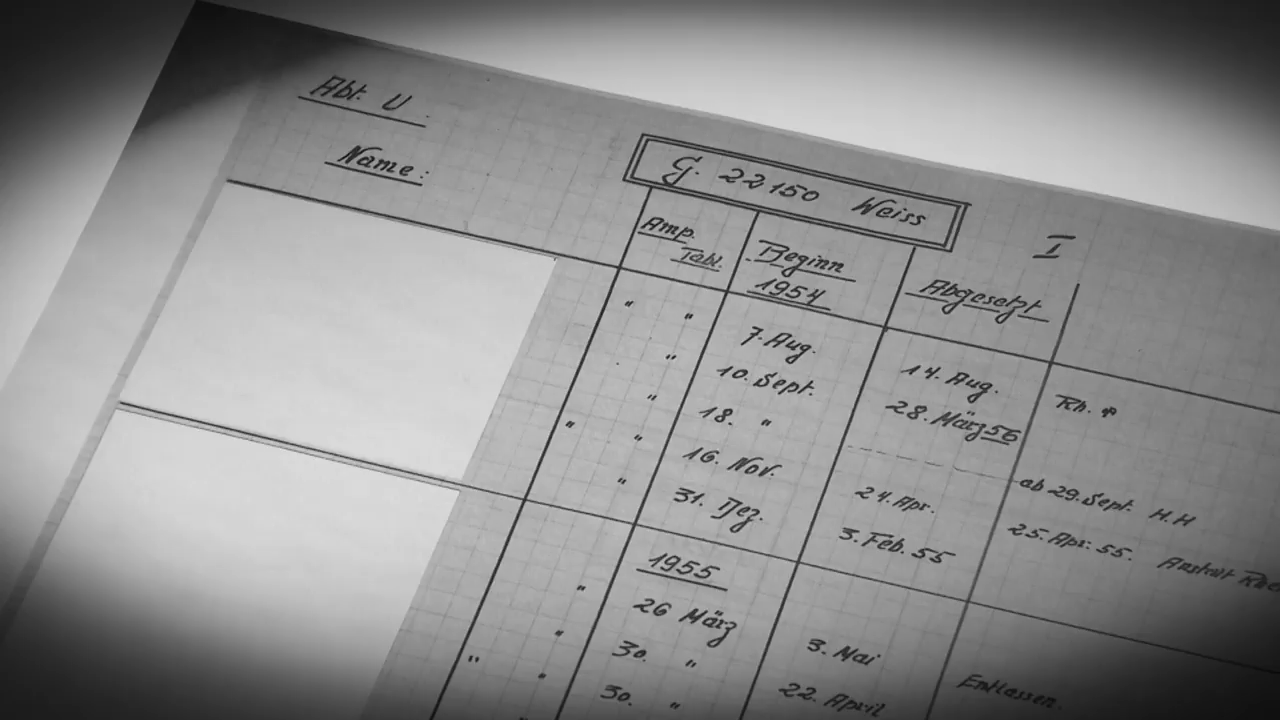 Abt. U.
Name:
G. 22150 Weiss
I
Amp. Tabl.
Beginn 1954
Abgesetzt
" " 7. Aug. 14. Aug. Rh.
" 10. Sept. 28. März 56
" 18. " ab 29. Sept. H.H
" " 16. Nov. 24. Apr. 25. Apr. 55. Anstalt
" 31. Dez. 3. Feb. 55
1955
" 26 März
" 30. " 3. Mai Entlassen.
" " 30. " 22. April